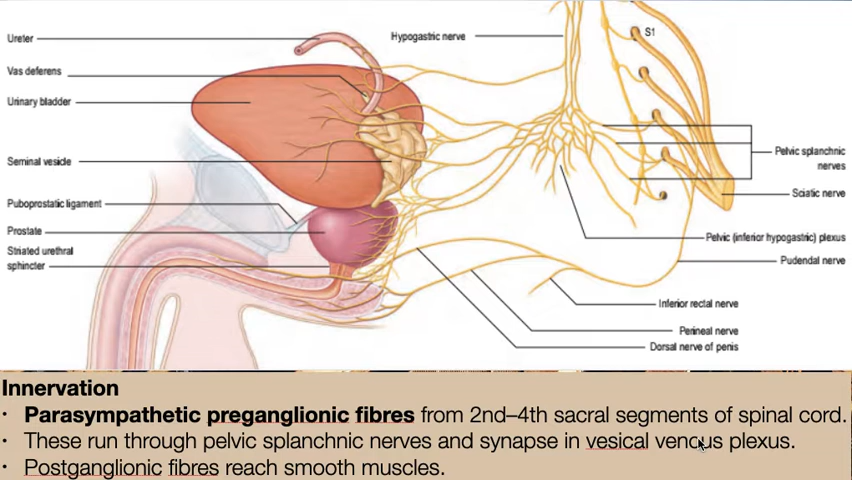 Ureter
Hypogastric nerve
S1
Vas deferens
Urinary bladder
Seminal vesicle
Pelvic splanchnic
nerves
Sciatic nerve
Puboprostatic ligament
Prostate
Pelvic (inferior hypogastric) plexus
Striated urethral
sphincter
Pudendal nerve
Inferior rectal nerve
Perineal nerve
Dorsal nerve of penis
Innervation
• Parasympathetic preganglionic fibres from 2nd–4th sacral segments of spinal cord.
• These run through pelvic splanchnic nerves and synapse in vesical venous plexus.
• Postganglionic fibres reach smooth muscles.